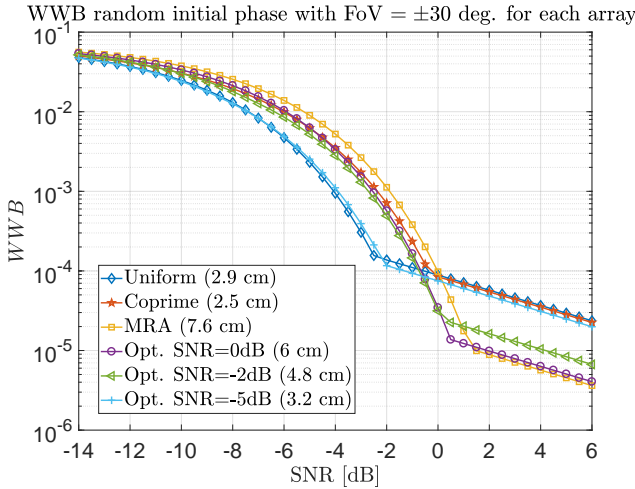 WWB random initial phase with FoV = ±30 deg. for each array
10^-1
10^-2
10^-3
10^-4
10^-5
10^-6
WWB
Uniform (2.9 cm)
Coprime (2.5 cm)
MRA (7.6 cm)
Opt. SNR=0dB (6 cm)
Opt. SNR=-2dB (4.8 cm)
Opt. SNR=-5dB (3.2 cm)
-14 -12 -10 -8 -6 -4 -2 0 2 4 6
SNR [dB]